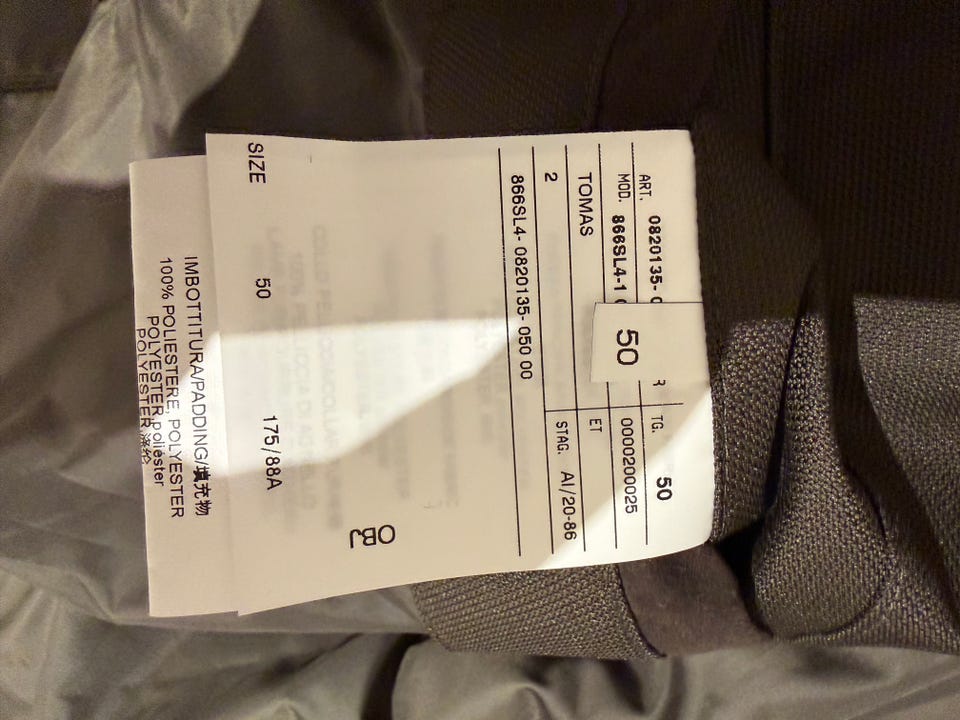 ART. 0820135- TG. 50
50
MOD. 866SL4-1 0000200025
TOMAS ET
2 STAG. AI/20-86
866SL4- 0820135- 050 00
OBJ
SIZE 50 175/88A
IMBOTTITURA/PADDING/填充物
100% POLIESTERE, POLYESTER
POLYESTER, poliéster
POLYESTER,涤纶